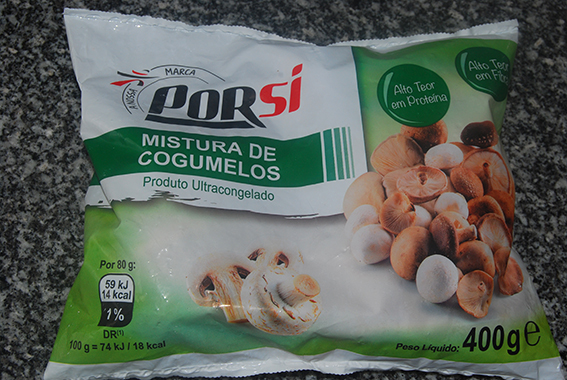 A NOSSA MARCA
PORSI
MISTURA DE
COGUMELOS
Produto Ultracongelado
Alto Teor
em Proteína
Alto Teor
em Fibra
Por 80 g:
59 kJ
14 kcal
1%
DR(1)
100 g = 74 kJ / 18 kcal
Peso Líquido: 400g e